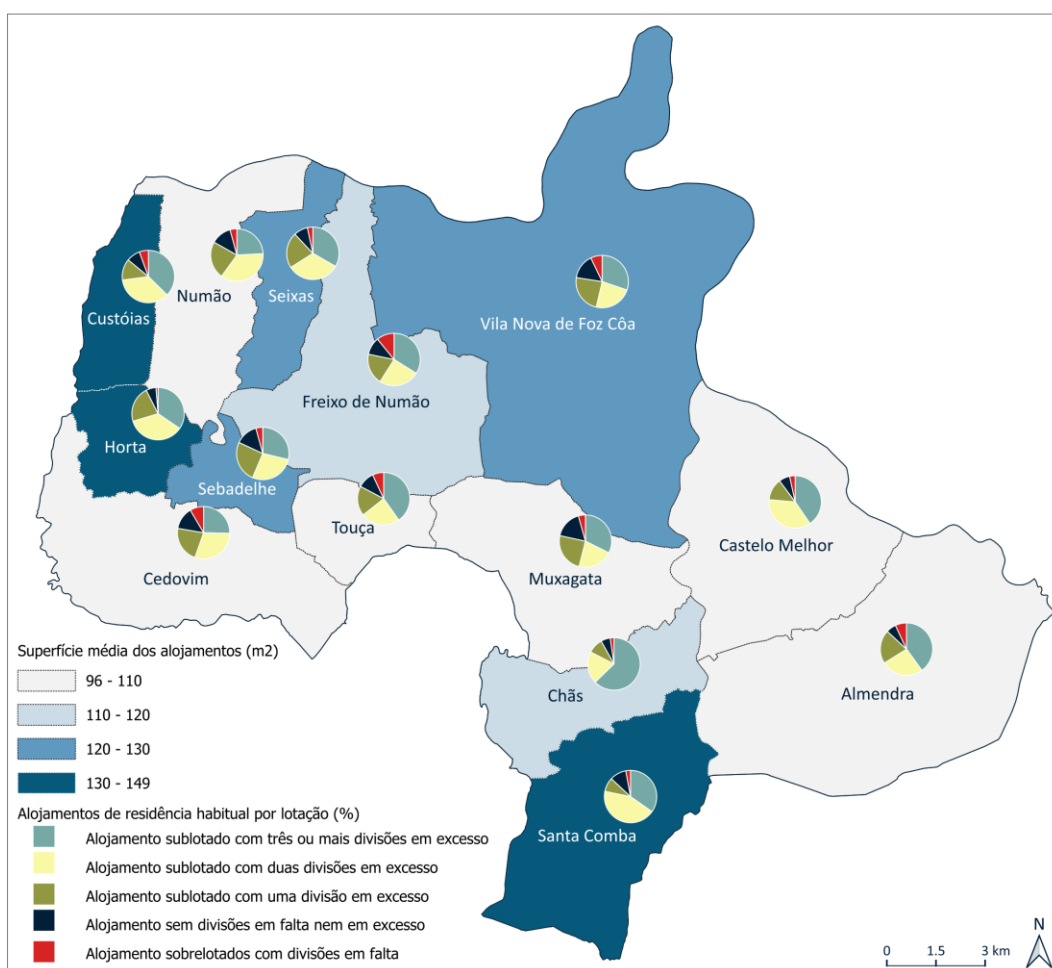 Numão
Seixas
Custóias
Vila Nova de Foz Côa
Freixo de Numão
Horta
Sebadelhe
Touça
Castelo Melhor
Cedovim
Muxagata
Almendra
Chãs
Santa Comba
Superfície média dos alojamentos (m2)
96 - 110
110 - 120
120 - 130
130 - 149
Alojamentos de residência habitual por lotação (%)
Alojamento sublotado com três ou mais divisões em excesso
Alojamento sublotado com duas divisões em excesso
Alojamento sublotado com uma divisão em excesso
Alojamento sem divisões em falta nem em excesso
Alojamento sobrelotados com divisões em falta
N
0 1.5 3 km